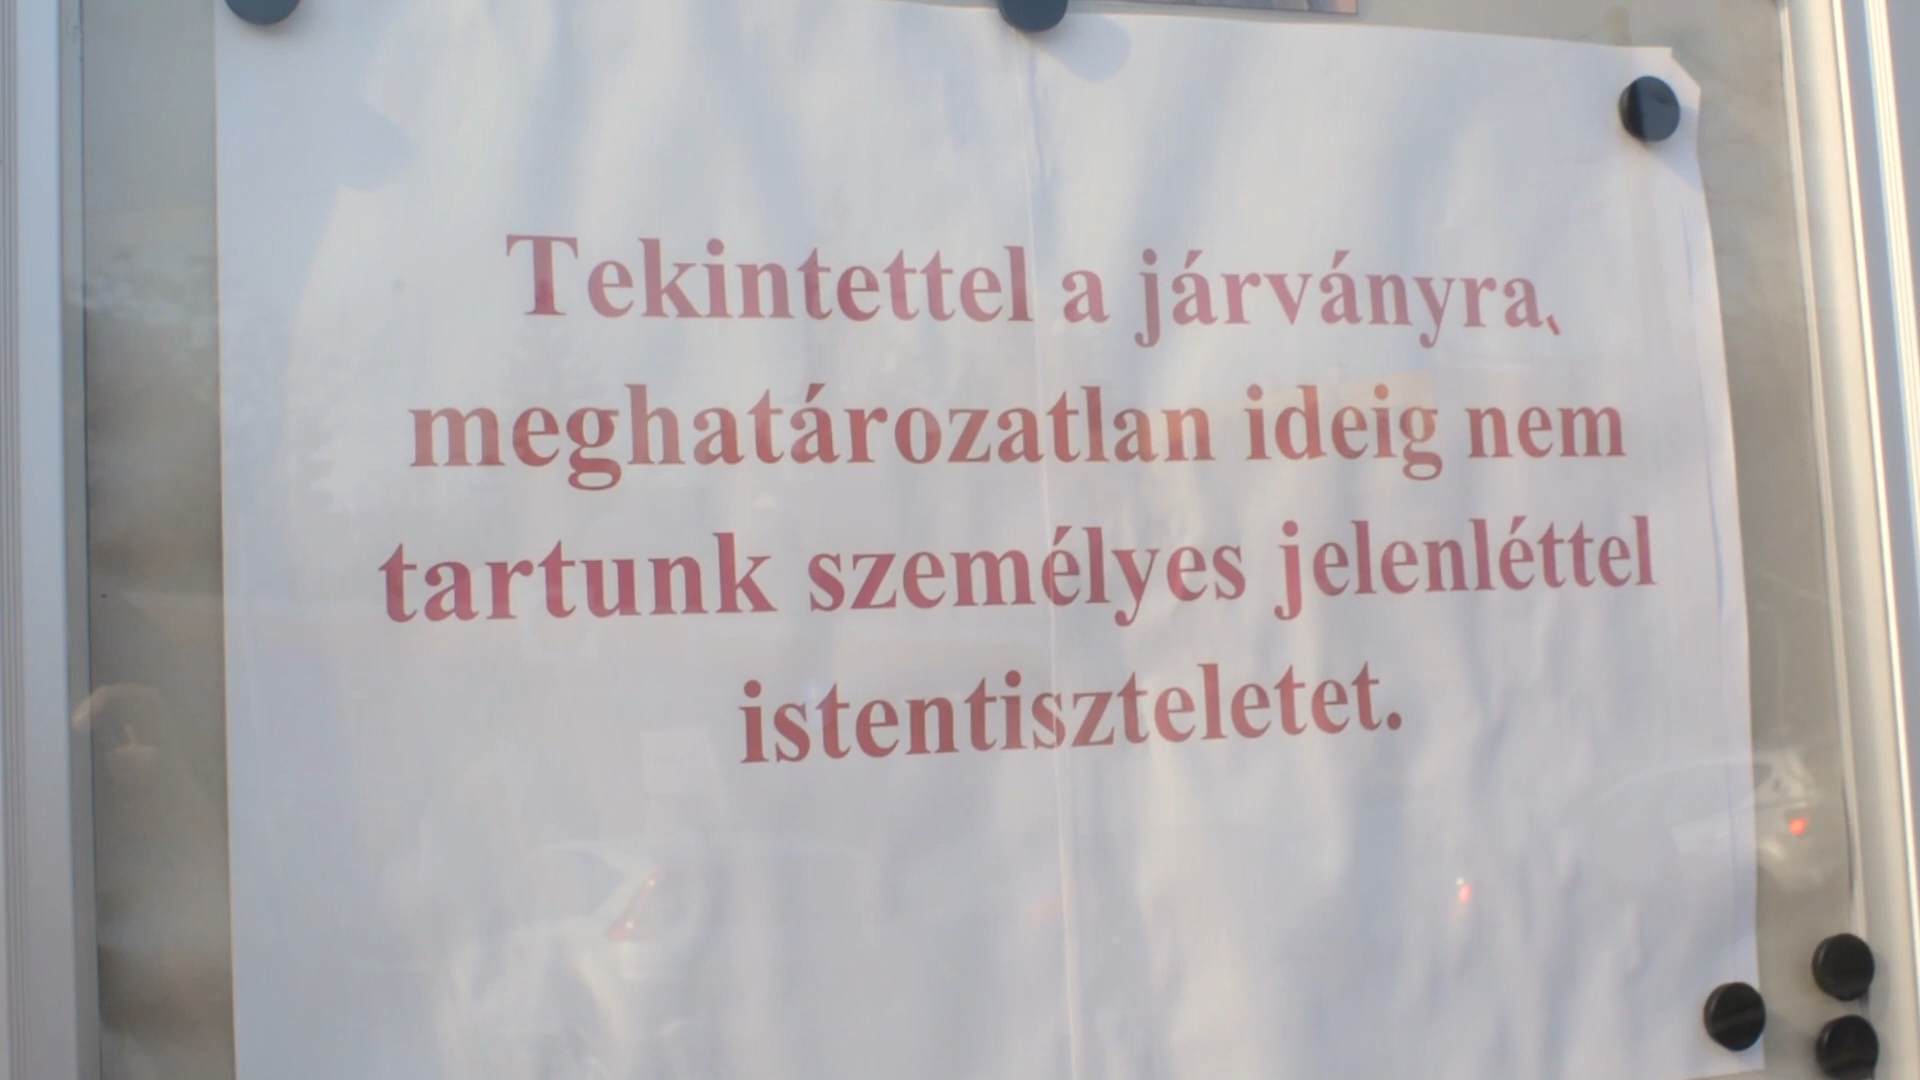 Tekintettel a járványra,
meghatározatlan ideig nem
tartunk személyes jelenléttel
istentiszteletet.